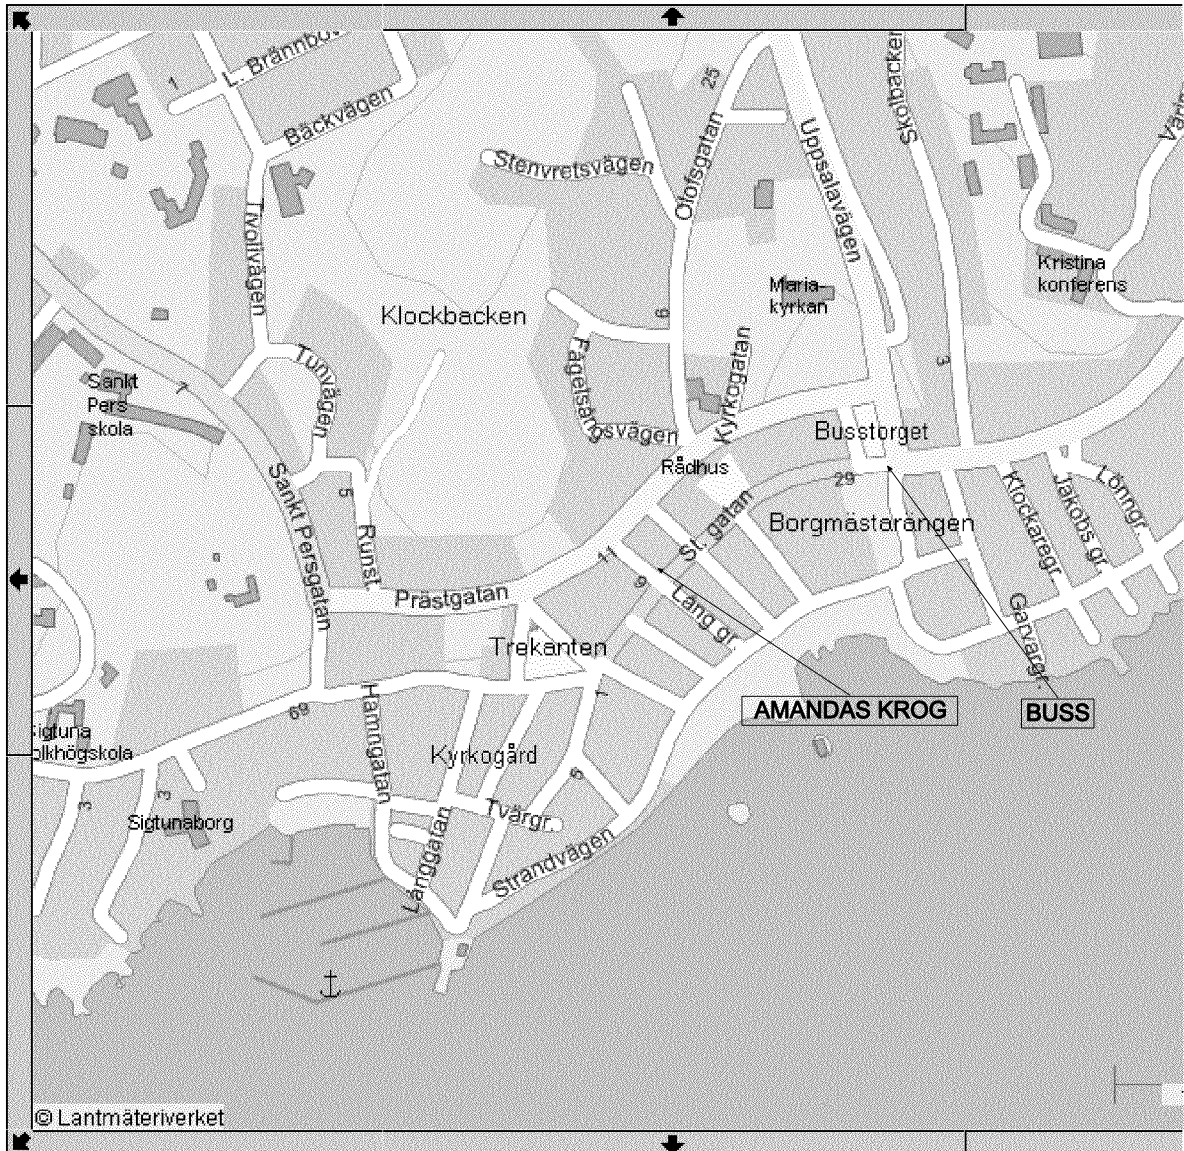 L. Brännbov
1
Bäckvägen
25
Skolbacken
Stenvretsvägen
Olofsgatan
Uppsalavägen
Tivolivägen
Kristina
konferens
Maria-
kyrkan
Klockbacken
6
Fågelsångsvägen
Kyrkogatan
3
Tunvägen
7
Sankt
Pers
skola
Busstorget
Rådhus
29
Sankt Persgatan
5
Runst.
St. gatan
Borgmästarängen
Klockaregr.
Jakobs gr.
Lönngr.
11
9
Prästgatan
Lång gr.
Garvargr.
Trekanten
1
AMANDAS KROG
BUSS
69
Hamngatan
Sigtuna
olkhögskola
Kyrkogård
6
3
3
Sigtunaborg
Tvärgr.
Långgatan
Strandvägen
© Lantmäteriverket